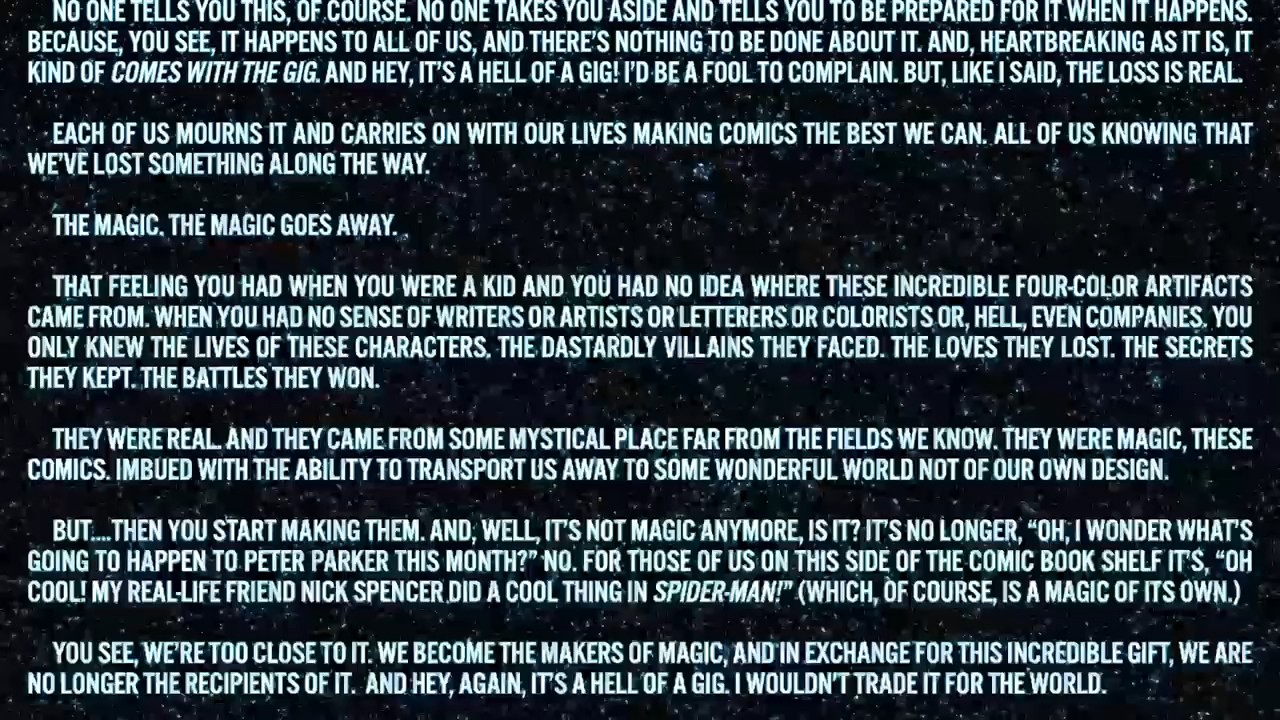 NO ONE TELLS YOU THIS, OF COURSE. NO ONE TAKES YOU ASIDE AND TELLS YOU TO BE PREPARED FOR IT WHEN IT HAPPENS.
BECAUSE, YOU SEE, IT HAPPENS TO ALL OF US, AND THERE'S NOTHING TO BE DONE ABOUT IT. AND, HEARTBREAKING AS IT IS, IT
KIND OF COMES WITH THE GIG. AND HEY, IT'S A HELL OF A GIG! I'D BE A FOOL TO COMPLAIN. BUT, LIKE I SAID, THE LOSS IS REAL.
EACH OF US MOURNS IT AND CARRIES ON WITH OUR LIVES MAKING COMICS THE BEST WE CAN. ALL OF US KNOWING THAT
WE'VE LOST SOMETHING ALONG THE WAY.
THE MAGIC. THE MAGIC GOES AWAY.
THAT FEELING YOU HAD WHEN YOU WERE A KID AND YOU HAD NO IDEA WHERE THESE INCREDIBLE FOUR-COLOR ARTIFACTS
CAME FROM. WHEN YOU HAD NO SENSE OF WRITERS OR ARTISTS OR LETTERERS OR COLORISTS OR, HELL, EVEN COMPANIES. YOU
ONLY KNEW THE LIVES OF THESE CHARACTERS. THE DASTARDLY VILLAINS THEY FACED. THE LOVES THEY LOST. THE SECRETS
THEY KEPT. THE BATTLES THEY WON.
THEY WERE REAL. AND THEY CAME FROM SOME MYSTICAL PLACE FAR FROM THE FIELDS WE KNOW. THEY WERE MAGIC, THESE
COMICS. IMBUED WITH THE ABILITY TO TRANSPORT US AWAY TO SOME WONDERFUL WORLD NOT OF OUR OWN DESIGN.
BUT....THEN YOU START MAKING THEM. AND, WELL, IT'S NOT MAGIC ANYMORE, IS IT? IT'S NO LONGER, "OH, I WONDER WHAT'S
GOING TO HAPPEN TO PETER PARKER THIS MONTH?" NO. FOR THOSE OF US ON THIS SIDE OF THE COMIC BOOK SHELF IT'S, "OH
COOL! MY REAL-LIFE FRIEND NICK SPENCER DID A COOL THING IN SPIDER-MAN!" (WHICH, OF COURSE, IS A MAGIC OF ITS OWN.)
YOU SEE, WE'RE TOO CLOSE TO IT. WE BECOME THE MAKERS OF MAGIC, AND IN EXCHANGE FOR THIS INCREDIBLE GIFT, WE ARE
NO LONGER THE RECIPIENTS OF IT. AND HEY, AGAIN, IT'S A HELL OF A GIG. I WOULDN'T TRADE IT FOR THE WORLD.